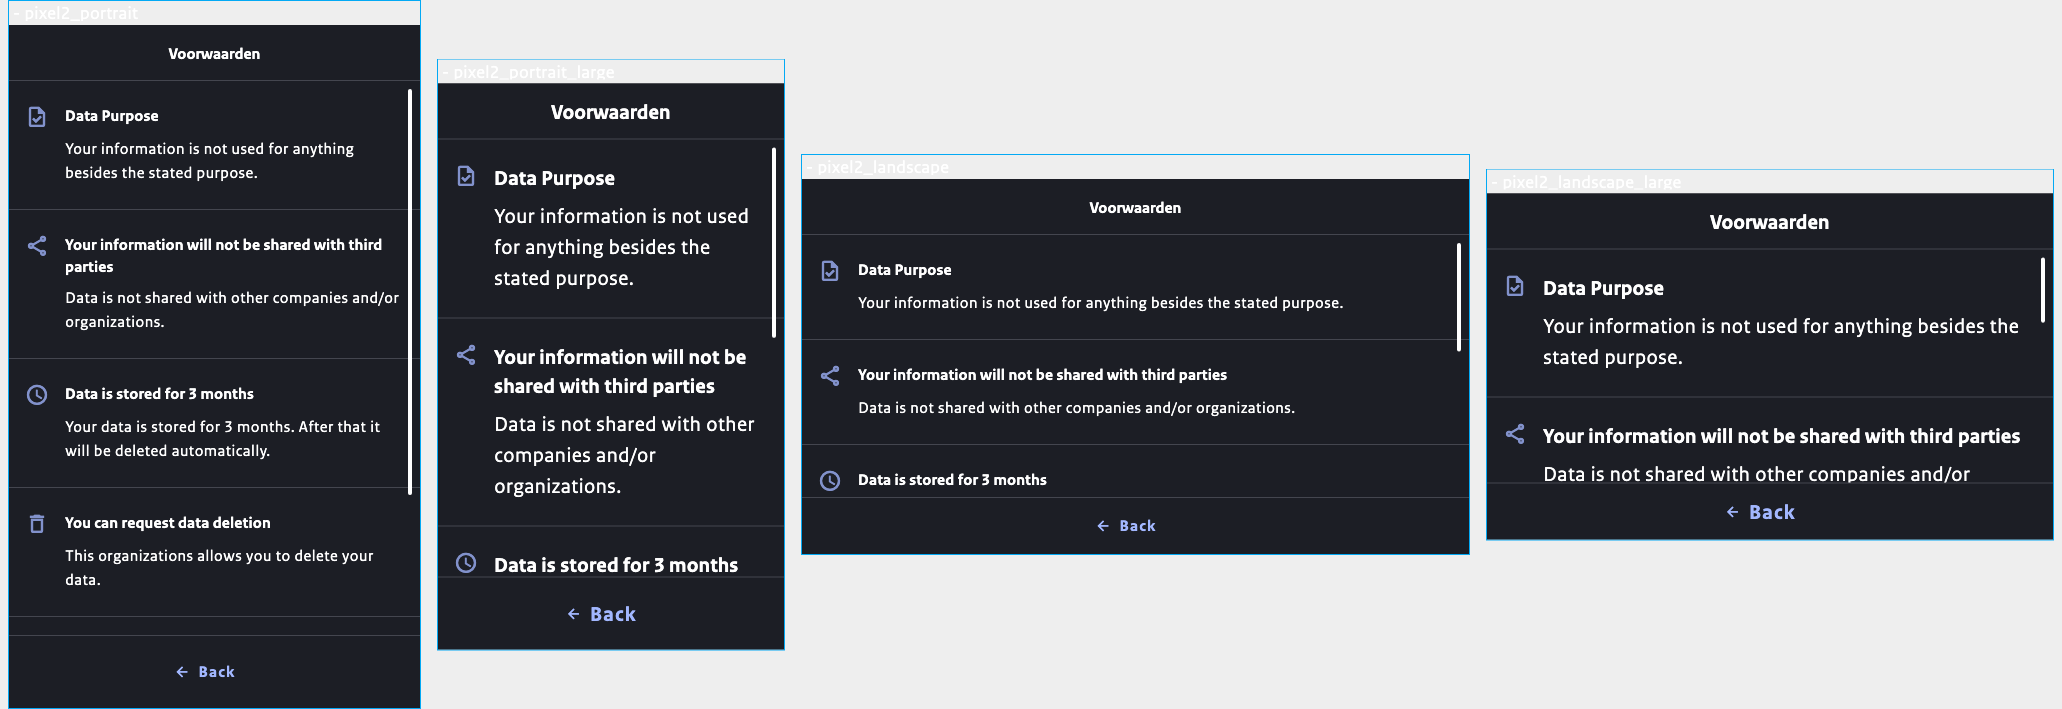 - pixel2_portrait
Voorwaarden
Data Purpose
Your information is not used for anything
besides the stated purpose.
Your information will not be shared with third
parties
Data is not shared with other companies and/or
organizations.
Data is stored for 3 months
Your data is stored for 3 months. After that it
will be deleted automatically.
You can request data deletion
This organizations allows you to delete your
data.
← Back
- pixel2_portrait_large
Voorwaarden
Data Purpose
Your information is not used
for anything besides the
stated purpose.
Your information will not be
shared with third parties
Data is not shared with other
companies and/or
organizations.
Data is stored for 3 months
← Back
- pixel2_landscape
Voorwaarden
Data Purpose
Your information is not used for anything besides the stated purpose.
Your information will not be shared with third parties
Data is not shared with other companies and/or organizations.
Data is stored for 3 months
← Back
- pixel2_landscape_large
Voorwaarden
Data Purpose
Your information is not used for anything besides the
stated purpose.
Your information will not be shared with third parties
Data is not shared with other companies and/or
← Back